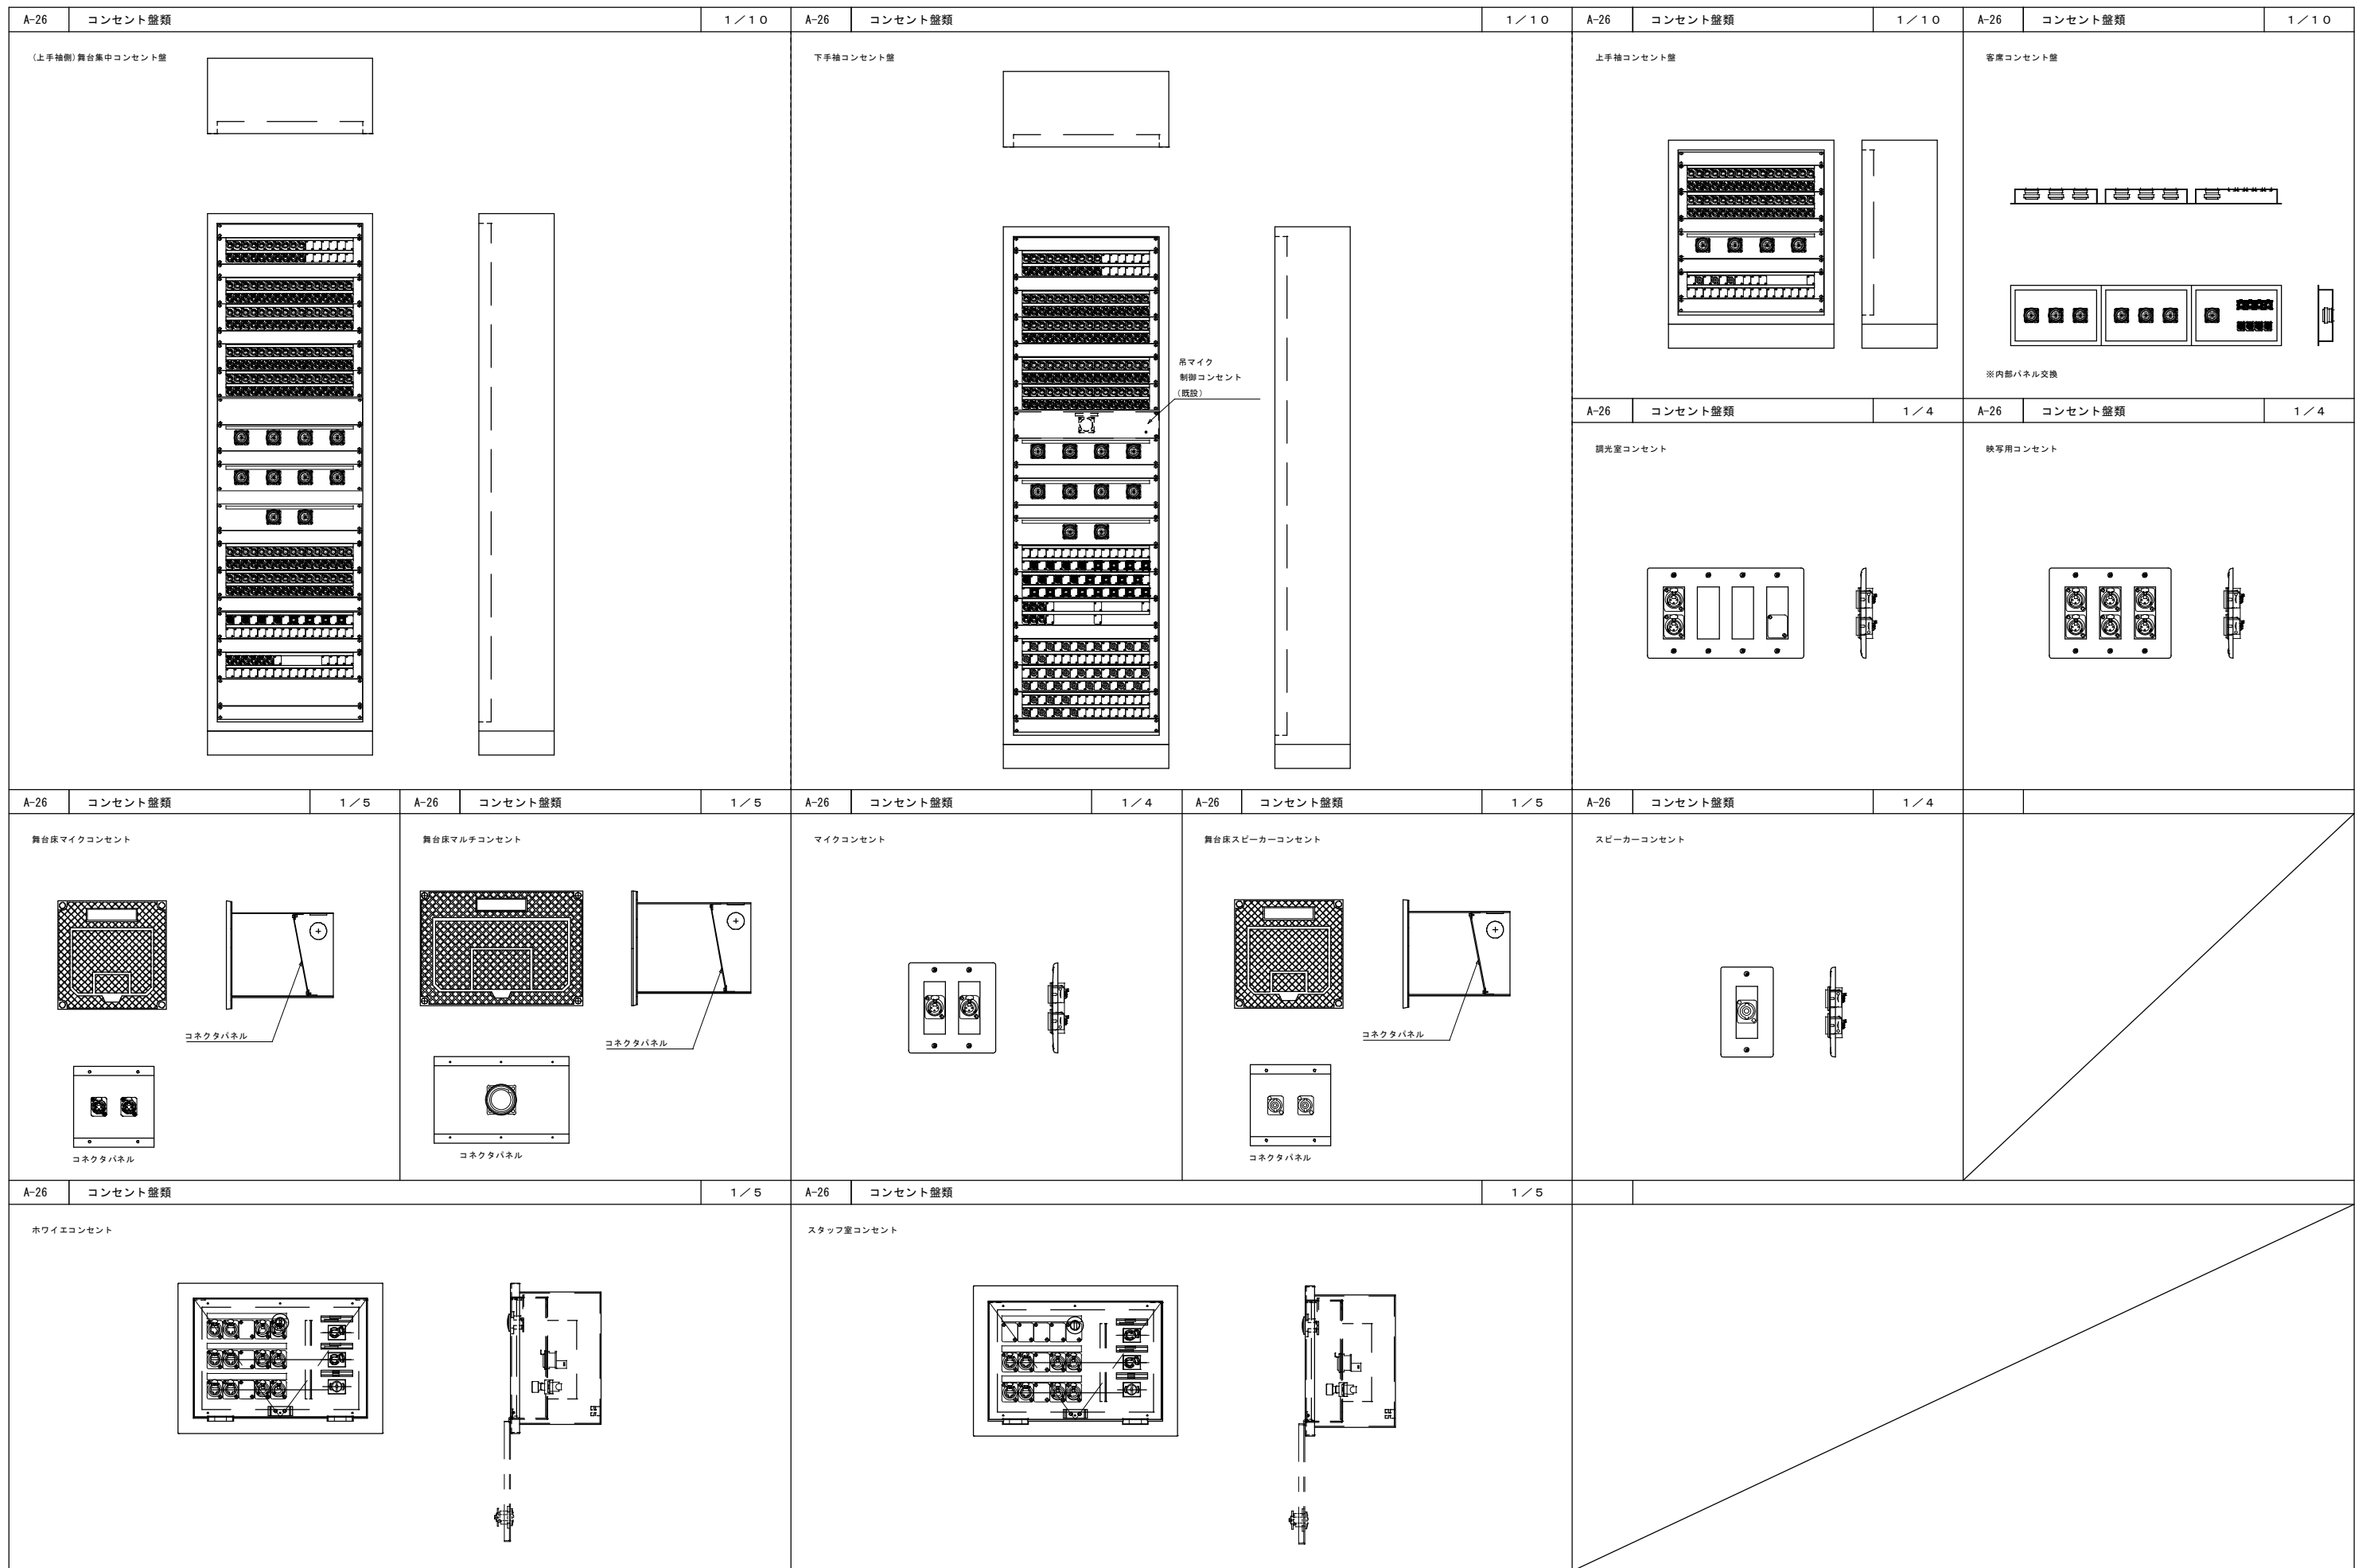 A-26 コンセント盤類 1／10
(上手袖側)舞台集中コンセント盤
A-26 コンセント盤類 1／10
下手袖コンセント盤
吊マイク
制御コンセント
(既設)
A-26 コンセント盤類 1／10
上手袖コンセント盤
A-26 コンセント盤類 1／10
客席コンセント盤
※内部パネル交換
A-26 コンセント盤類 1／4
調光室コンセント
A-26 コンセント盤類 1／4
映写用コンセント
A-26 コンセント盤類 1／5
舞台床マイクコンセント
コネクタパネル
コネクタパネル
A-26 コンセント盤類 1／5
舞台床マルチコンセント
コネクタパネル
コネクタパネル
A-26 コンセント盤類 1／4
マイクコンセント
A-26 コンセント盤類 1／5
舞台床スピーカーコンセント
コネクタパネル
コネクタパネル
A-26 コンセント盤類 1／4
スピーカーコンセント
A-26 コンセント盤類 1／5
ホワイエコンセント
A-26 コンセント盤類 1／5
スタッフ室コンセント